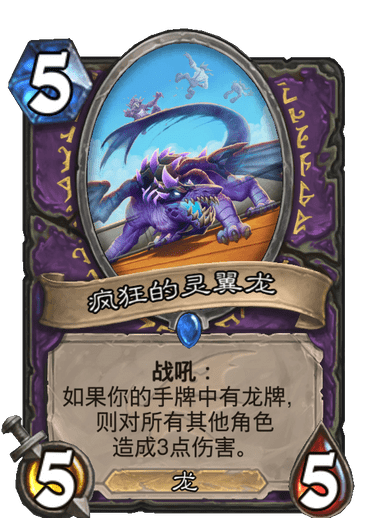 5
疯狂的灵翼龙
战吼：
如果你的手牌中有龙牌，
则对所有其他角色
造成3点伤害。
龙
5
5